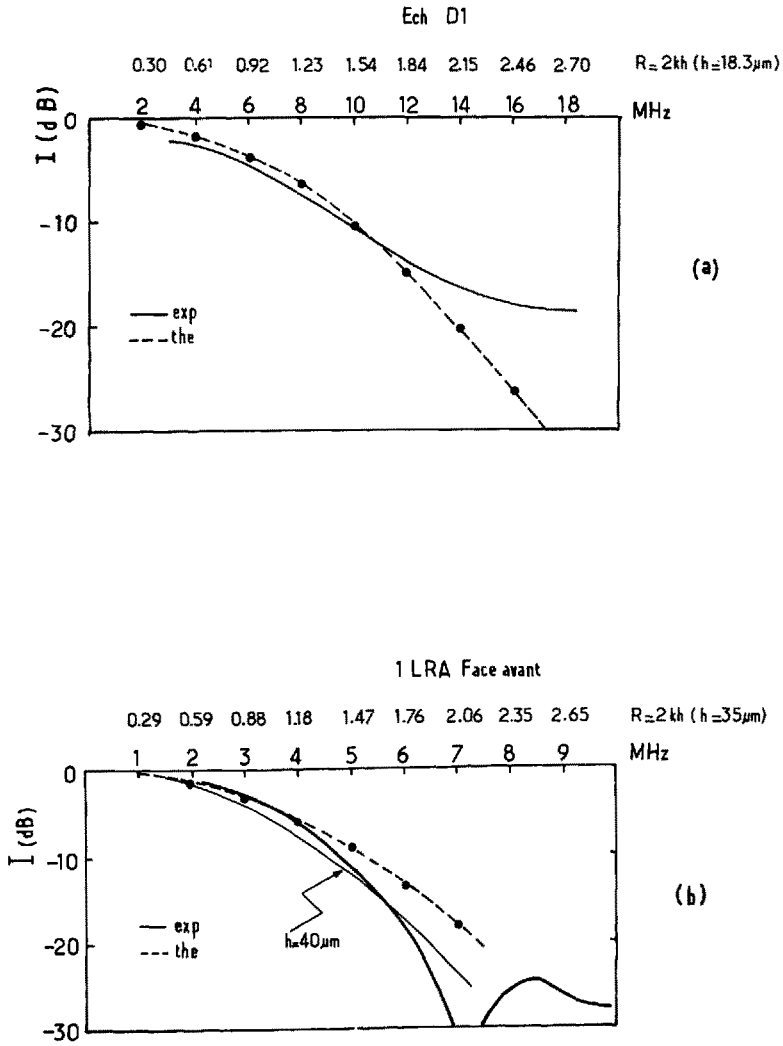 Ech D1
0.30 0.61 0.92 1.23 1.54 1.84 2.15 2.46 2.70 R=2kh (h=18.3µm)
2 4 6 8 10 12 14 16 18 MHz
I (dB)
0
-10
-20
-30
exp
the
(a)
1 LRA Face avant
0.29 0.59 0.88 1.18 1.47 1.76 2.06 2.35 2.65 R=2kh (h=35µm)
1 2 3 4 5 6 7 8 9 MHz
I (dB)
0
-10
-20
-30
exp
the
h=40µm
(b)